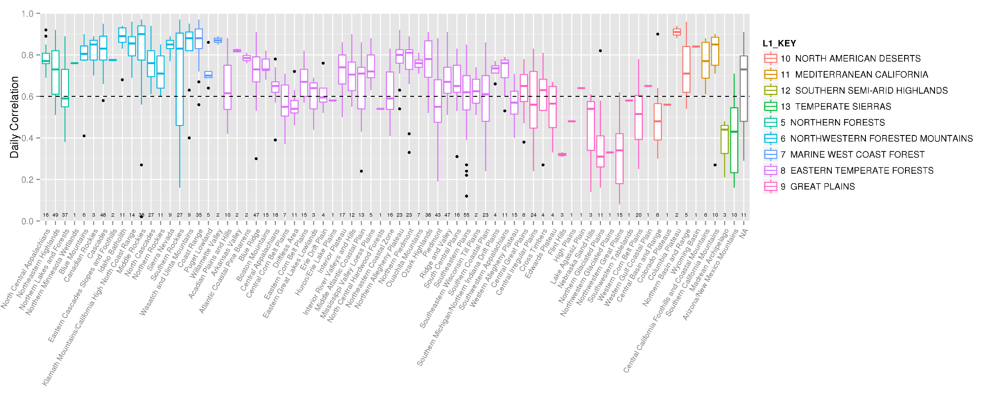 1.0
0.8
0.6
0.4
0.2
0.0
Daily Correlation
16 49 37 1 6 3 48 2 11 14 38 27 11 9 27 9 35 5 2 10 2 2 47 15 18 7 11 15 3 4 1 17 12 13 5 1 16 23 23 7 38 43 47 16 55 2 23 4 11 15 8 24 4 4 3 1 1 3 11 1 15 1 20 1 8 1 2 5 1 6 10 3 10 11
North Central Appalachians
Northeastern Highlands
Northern Lakes and Forests
Northern Minnesota Wetlands
Blue Mountains
Canadian Rockies
Cascades
Eastern Cascades Slopes and Foothills
Idaho Batholith
Klamath Mountains/California High North Coast Range
Middle Rockies
North Cascades
Northern Rockies
Sierra Nevada
Southern Rockies
Wasatch and Uinta Mountains
Coast Range
Puget Lowland
Willamette Valley
Acadian Plains and Hills
Arkansas Valley
Atlantic Coastal Pine Barrens
Blue Ridge
Boston Mountains
Central Appalachians
Central Corn Belt Plains
Driftless Area
Eastern Corn Belt Plains
Eastern Great Lakes Lowlands
Erie Drift Plain
Huron/Erie Lake Plains
Interior Plateau
Interior River Valleys and Hills
Middle Atlantic Coastal Plain
Mississippi Valley Loess Plains
North Central Hardwood Forests
Northeastern Coastal Zone
Northern Allegheny Plateau
Northern Piedmont
Ouachita Mountains
Ozark Highlands
Piedmont
Ridge and Valley
South Central Plains
Southeastern Plains
Southeastern Wisconsin Till Plains
Southern Coastal Plain
Southern Michigan/Northern Indiana Drift Plains
Southwestern Appalachians
Western Allegheny Plateau
Central Great Plains
Central Irregular Plains
Cross Timbers
Edwards Plateau
Flint Hills
High Plains
Lake Agassiz Plain
Nebraska Sand Hills
Northern Glaciated Plains
Northwestern Glaciated Plains
Northwestern Great Plains
Southwestern Tablelands
Western Corn Belt Plains
Western Gulf Coastal Plain
Central Basin and Range
Colorado Plateaus
Columbia Plateau
Northern Basin and Range
Wyoming Basin
Central California Foothills and Coastal Mountains
Southern California Mountains
Madrean Archipelago
Arizona/New Mexico Mountains
NA
L1_KEY
10 NORTH AMERICAN DESERTS
11 MEDITERRANEAN CALIFORNIA
12 SOUTHERN SEMI-ARID HIGHLANDS
13 TEMPERATE SIERRAS
5 NORTHERN FORESTS
6 NORTHWESTERN FORESTED MOUNTAINS
7 MARINE WEST COAST FOREST
8 EASTERN TEMPERATE FORESTS
9 GREAT PLAINS